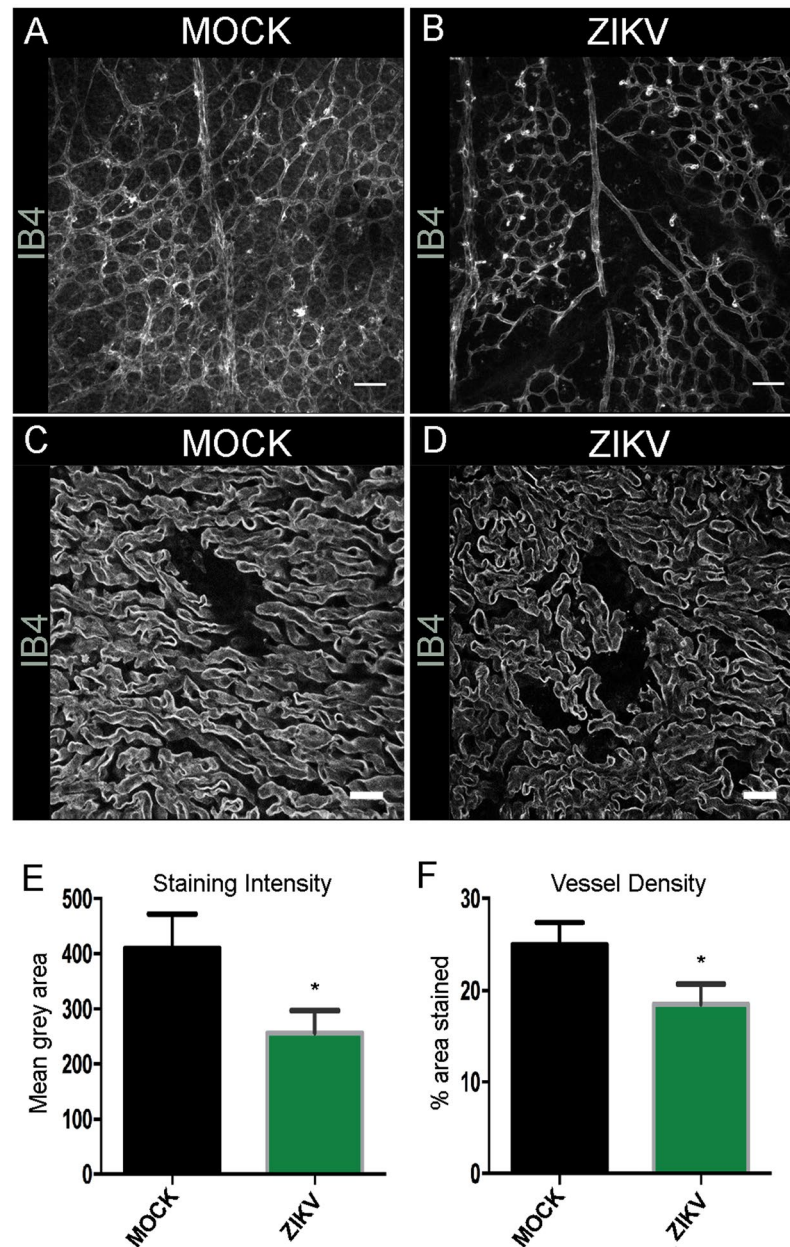 A MOCK
B ZIKV
IB4
IB4
C MOCK
D ZIKV
IB4
IB4
E Staining Intensity
Mean grey area
500
400
300
200
100
0
*
MOCK
ZIKV
F Vessel Density
% area stained
30
20
10
0
*
MOCK
ZIKV